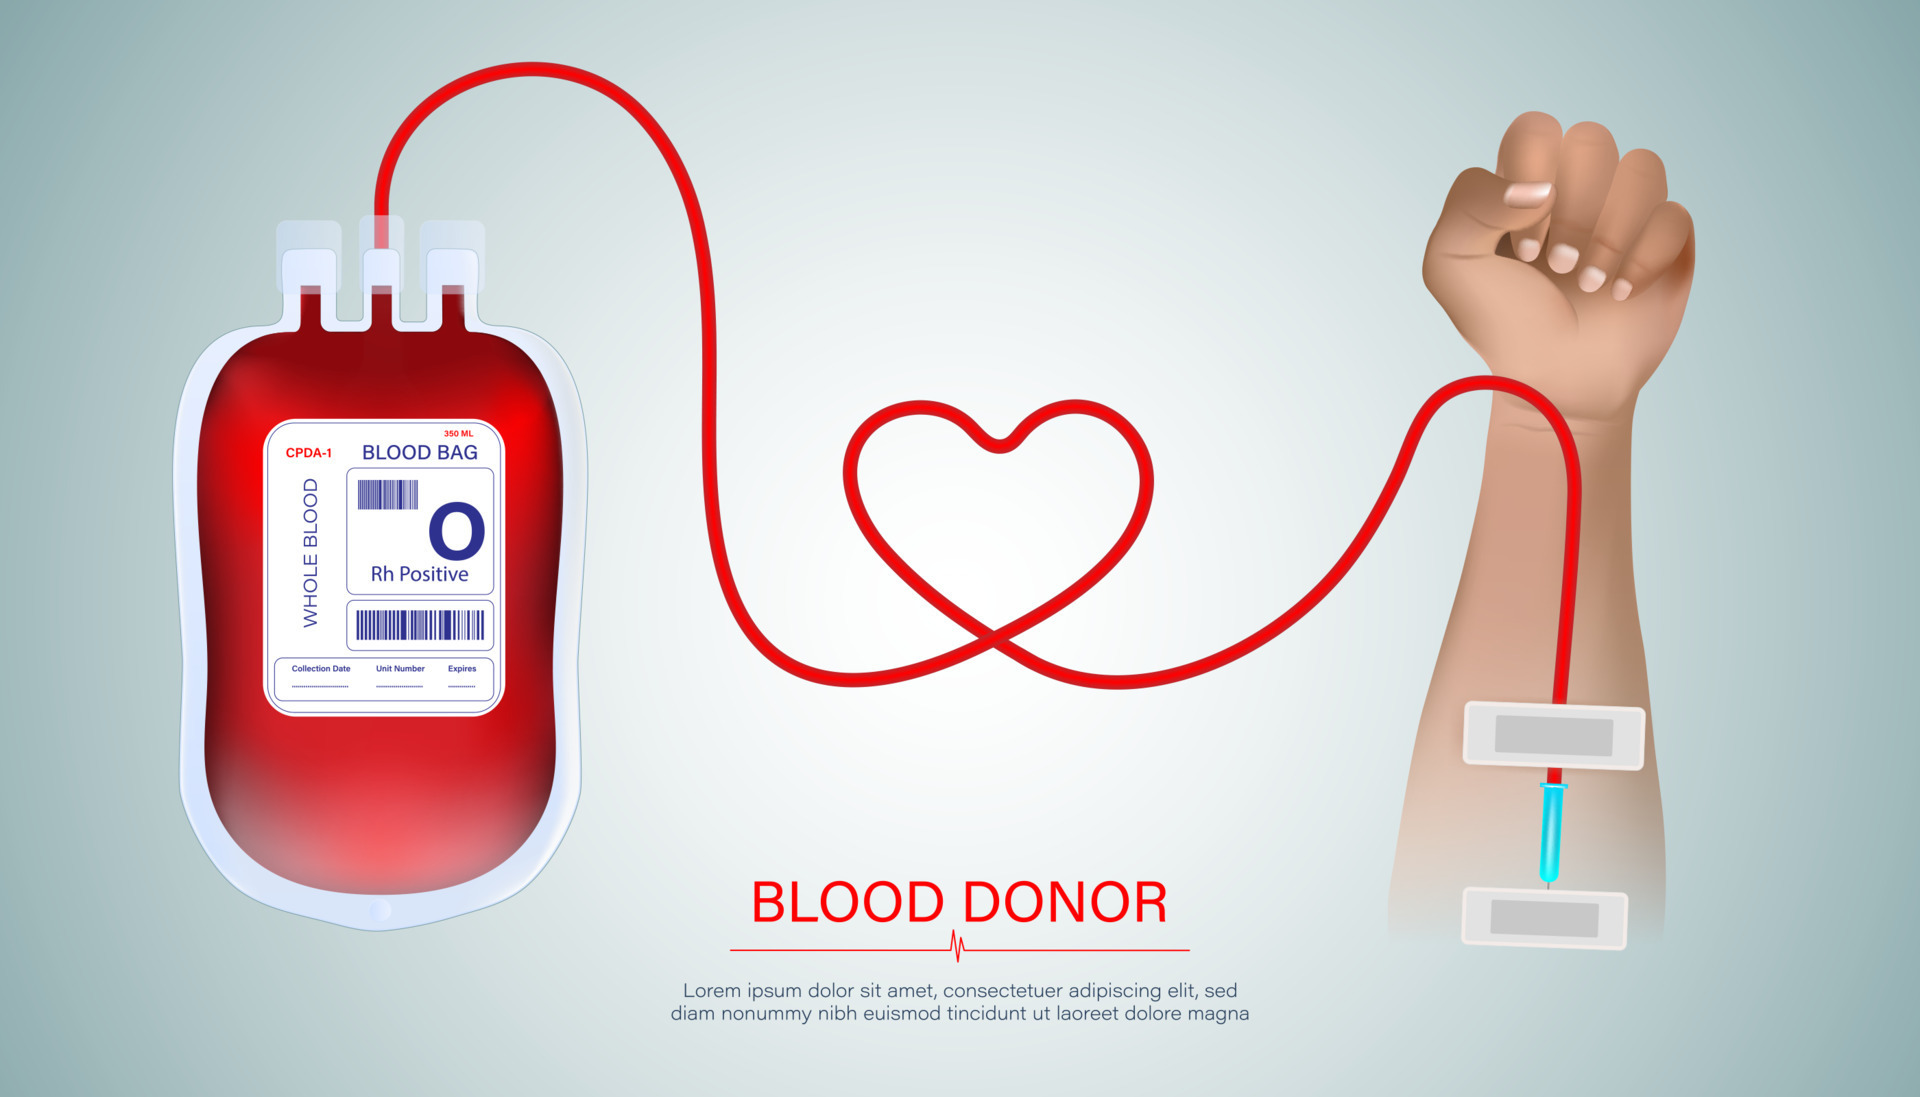 350 ML
CPDA-1
BLOOD BAG
WHOLE BLOOD
O
Rh Positive
Collection Date
Unit Number
Expires
BLOOD DONOR
Lorem ipsum dolor sit amet, consectetuer adipiscing elit, sed
diam nonummy nibh euismod tincidunt ut laoreet dolore magna